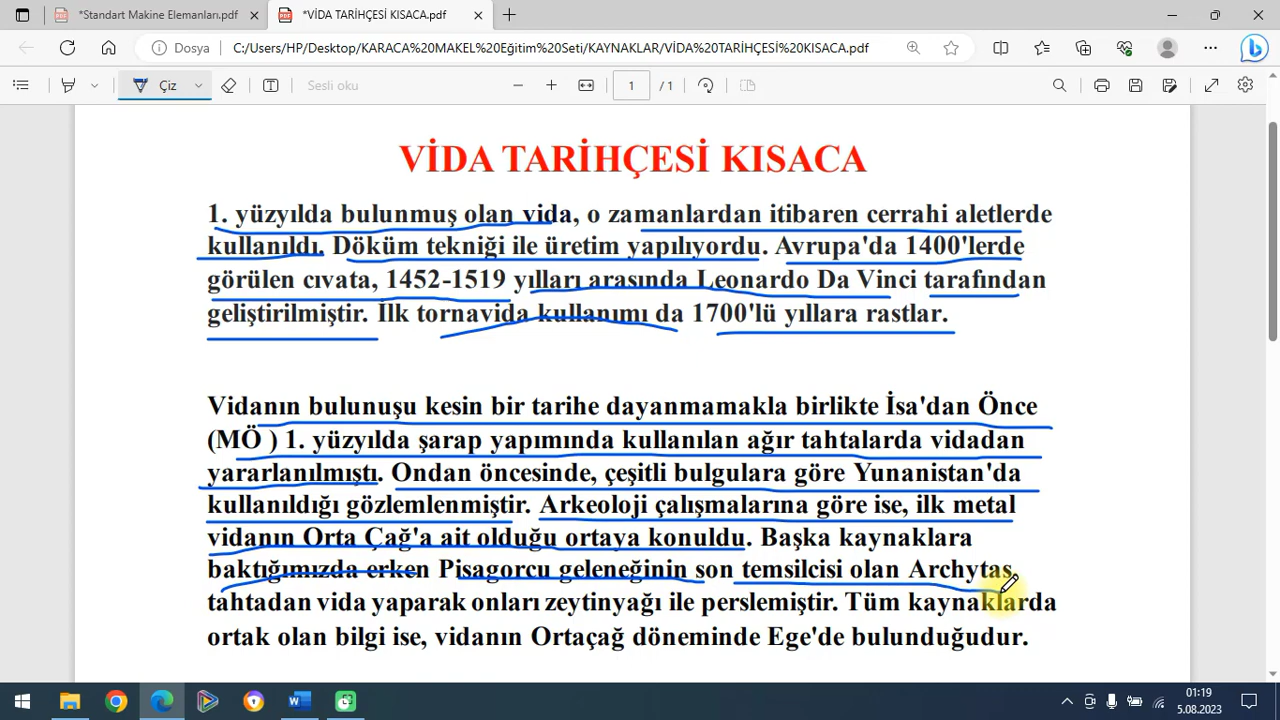 *Standart Makine Elemanları.pdf
*VİDA TARİHÇESİ KISACA.pdf
Dosya
C:/Users/HP/Desktop/KARACA%20MAKEL%20Eğitim%20Seti/KAYNAKLAR/VİDA%20TARİHÇESİ%20KISACA.pdf
Çiz
Sesli oku
1
/ 1
VİDA TARİHÇESİ KISACA
1. yüzyılda bulunmuş olan vida, o zamanlardan itibaren cerrahi aletlerde
kullanıldı. Döküm tekniği ile üretim yapılıyordu. Avrupa'da 1400'lerde
görülen cıvata, 1452-1519 yılları arasında Leonardo Da Vinci tarafından
geliştirilmiştir. İlk tornavida kullanımı da 1700'lü yıllara rastlar.
Vidanın bulunuşu kesin bir tarihe dayanmamakla birlikte İsa'dan Önce
(MÖ ) 1. yüzyılda şarap yapımında kullanılan ağır tahtalarda vidadan
yararlanılmıştı. Ondan öncesinde, çeşitli bulgulara göre Yunanistan'da
kullanıldığı gözlemlenmiştir. Arkeoloji çalışmalarına göre ise, ilk metal
vidanın Orta Çağ'a ait olduğu ortaya konuldu. Başka kaynaklara
baktığımızda erken Pisagorcu geleneğinin son temsilcisi olan Archytas,
tahtadan vida yaparak onları zeytinyağı ile perslemiştir. Tüm kaynaklarda
ortak olan bilgi ise, vidanın Ortaçağ döneminde Ege'de bulunduğudur.
01:19
5.08.2023